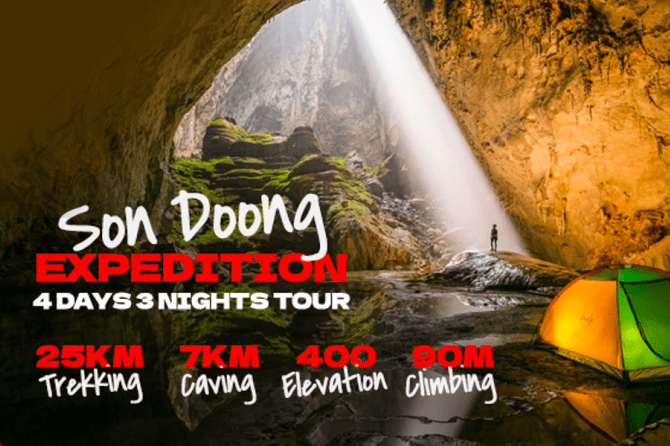 Son Doong
EXPEDITION
4 DAYS 3 NIGHTS TOUR
25KM 7KM 400 90M
Trekking Caving Elevation Climbing